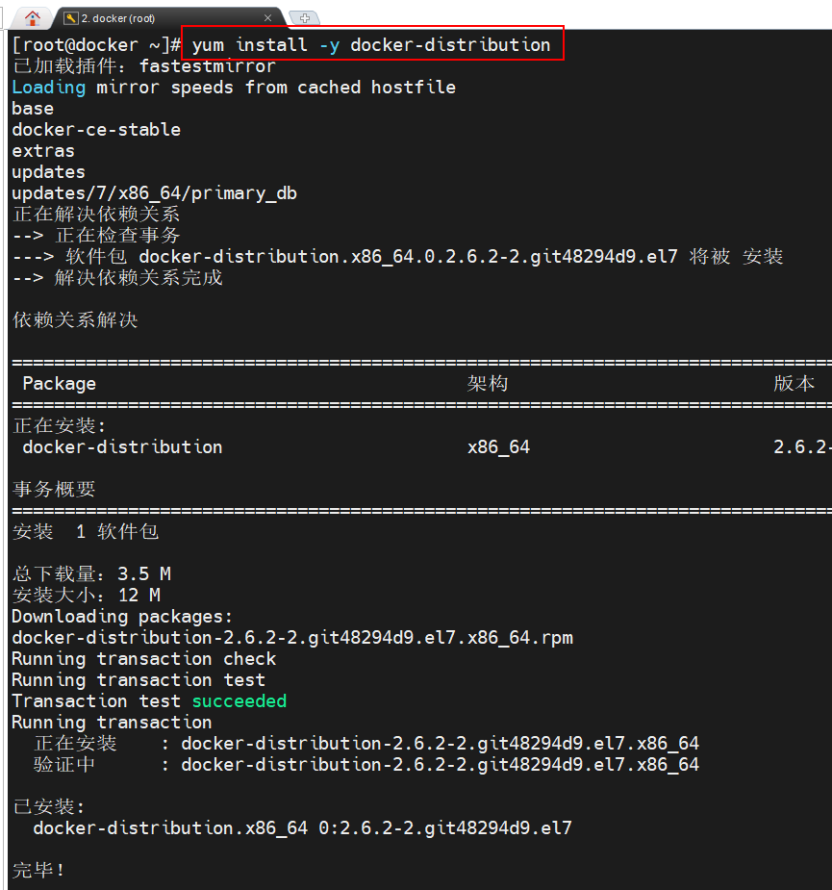 2. docker (root)
[root@docker ~]# yum install -y docker-distribution
已加载插件：fastestmirror
Loading mirror speeds from cached hostfile
base
docker-ce-stable
extras
updates
updates/7/x86_64/primary_db
正在解决依赖关系
--> 正在检查事务
---> 软件包 docker-distribution.x86_64.0.2.6.2-2.git48294d9.el7 将被 安装
--> 解决依赖关系完成
依赖关系解决
================================================================================
Package 架构 版本
================================================================================
正在安装:
docker-distribution x86_64 2.6.2-
事务概要
================================================================================
安装  1 软件包
总下载量：3.5 M
安装大小：12 M
Downloading packages:
docker-distribution-2.6.2-2.git48294d9.el7.x86_64.rpm
Running transaction check
Running transaction test
Transaction test succeeded
Running transaction
正在安装    : docker-distribution-2.6.2-2.git48294d9.el7.x86_64
验证中      : docker-distribution-2.6.2-2.git48294d9.el7.x86_64
已安装:
docker-distribution.x86_64 0:2.6.2-2.git48294d9.el7
完毕！